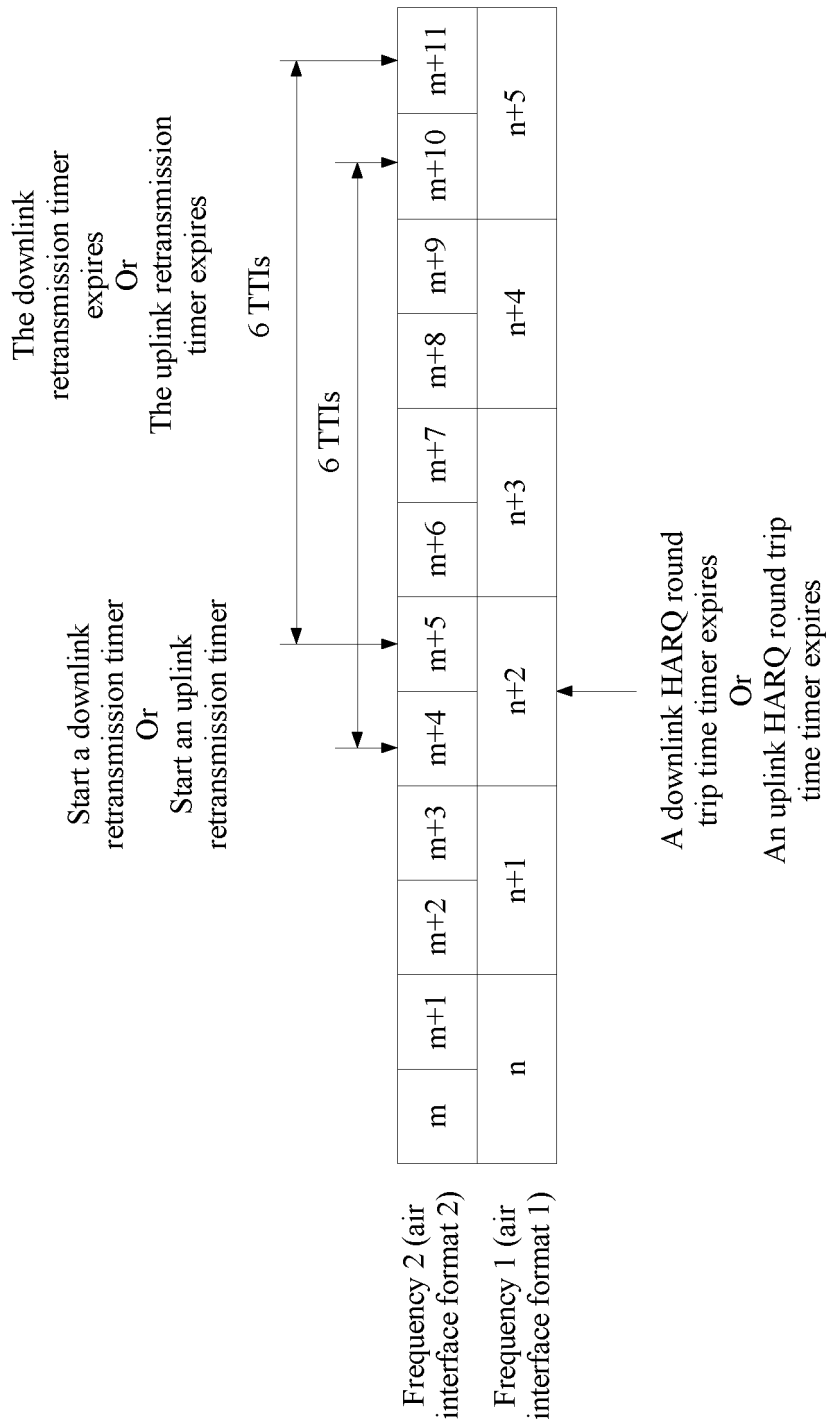 Start a downlink
retransmission timer
Or
Start an uplink
retransmission timer
The downlink
retransmission timer
expires
Or
The uplink retransmission
timer expires
6 TTIs
6 TTIs
Frequency 2 (air
interface format 2)
m
m+1
m+2
m+3
m+4
m+5
m+6
m+7
m+8
m+9
m+10
m+11
Frequency 1 (air
interface format 1)
n
n+1
n+2
n+3
n+4
n+5
A downlink HARQ round
trip time timer expires
Or
An uplink HARQ round trip
time timer expires